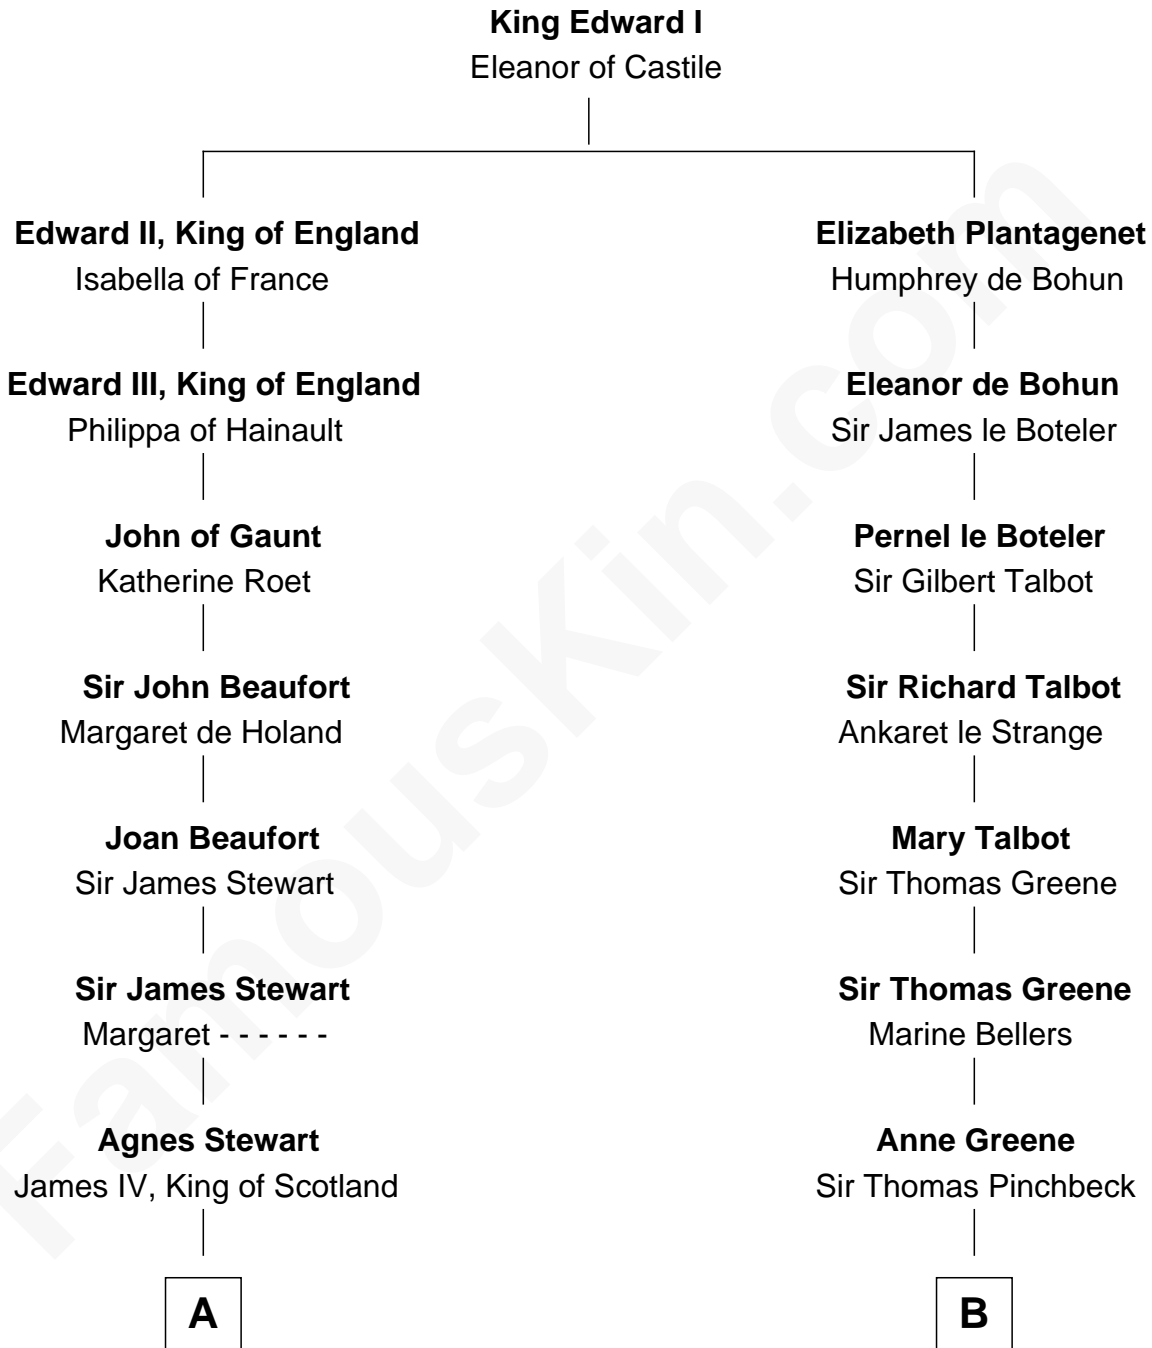 King Edward I
Eleanor of Castile
Edward II, King of England
Isabella of France
Edward III, King of England
Philippa of Hainault
John of Gaunt
Katherine Roet
Sir John Beaufort
Margaret de Holand
Joan Beaufort
Sir James Stewart
Sir James Stewart
Margaret - - - - - -
Agnes Stewart
James IV, King of Scotland
A
Elizabeth Plantagenet
Humphrey de Bohun
Eleanor de Bohun
Sir James le Boteler
Pernel le Boteler
Sir Gilbert Talbot
Sir Richard Talbot
Ankaret le Strange
Mary Talbot
Sir Thomas Greene
Sir Thomas Greene
Marine Bellers
Anne Greene
Sir Thomas Pinchbeck
B
FamousKin.com